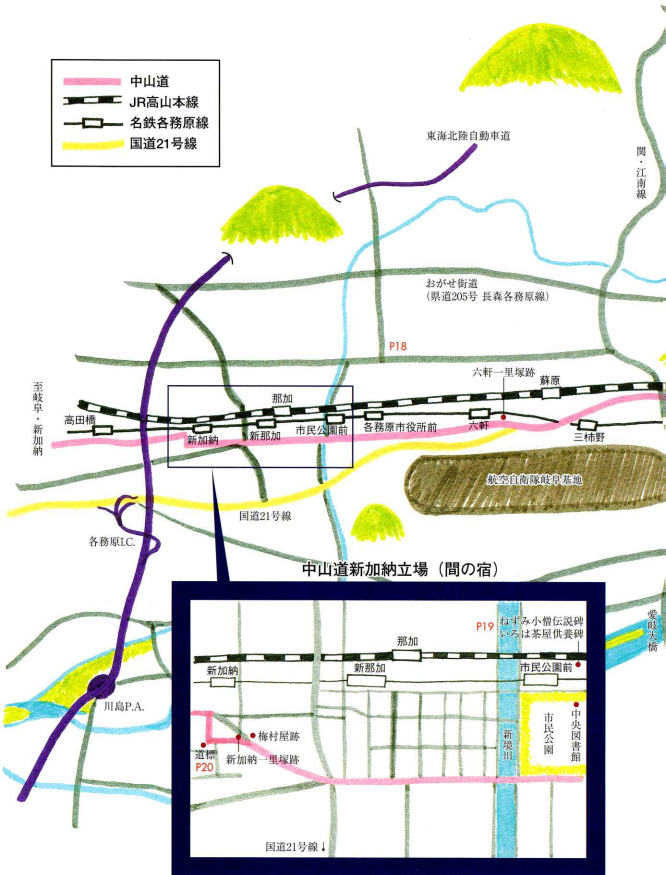 中山道
JR高山本線
名鉄各務原線
国道21号線
東海北陸自動車道
関・江南線
おがせ街道
(県道205号 長森各務原線)
P18
六軒一里塚跡
蘇原
至岐阜・新加納
高田橋
那加
新加納
新那加
市民公園前
各務原市役所前
六軒
三柿野
航空自衛隊岐阜基地
国道21号線
各務原I.C.
川島P.A.
愛岐大橋
中山道新加納立場(間の宿)
P19
ねずみ小僧伝説碑
いろは茶屋供養碑
那加
新加納
新那加
市民公園前
梅村屋跡
道標
P20
新加納一里塚跡
新境川
市民公園
中央図書館
国道21号線↓